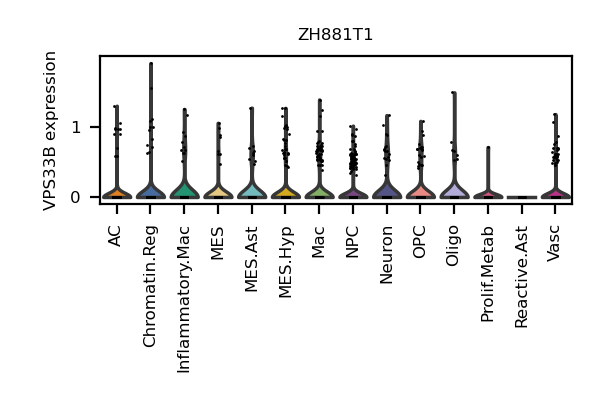 ZH881T1
VPS33B expression
1
0
AC
Chromatin.Reg
Inflammatory.Mac
MES
MES.Ast
MES.Hyp
Mac
NPC
Neuron
OPC
Oligo
Prolif.Metab
Reactive.Ast
Vasc